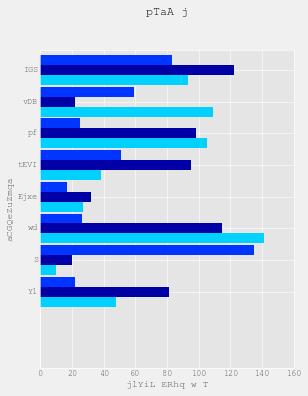 pTaA j
IGS
vDB
pf
tEVI
Ejxe
wd
S
Yl
aCGQeZuZmqa
0 20 40 60 80 100 120 140 160
jlYiL ERhq w T